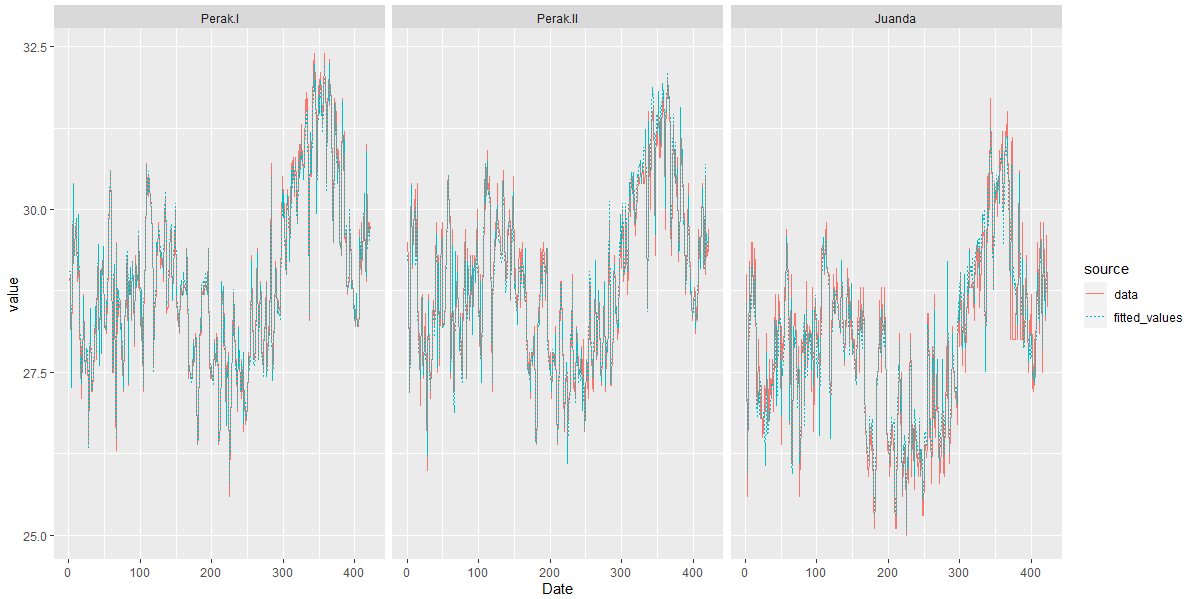 Perak.I Perak.II Juanda
value
32.5
30.0
27.5
25.0
0 100 200 300 400 0 100 200 300 400 0 100 200 300 400
Date
source
data
fitted_values